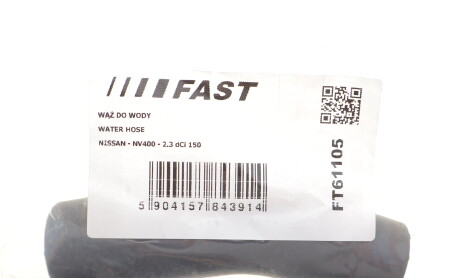 FAST
WĄŻ DO WODY
WATER HOSE
NISSAN - NV400 - 2.3 dCi 150
5 904157 843914
FT61105